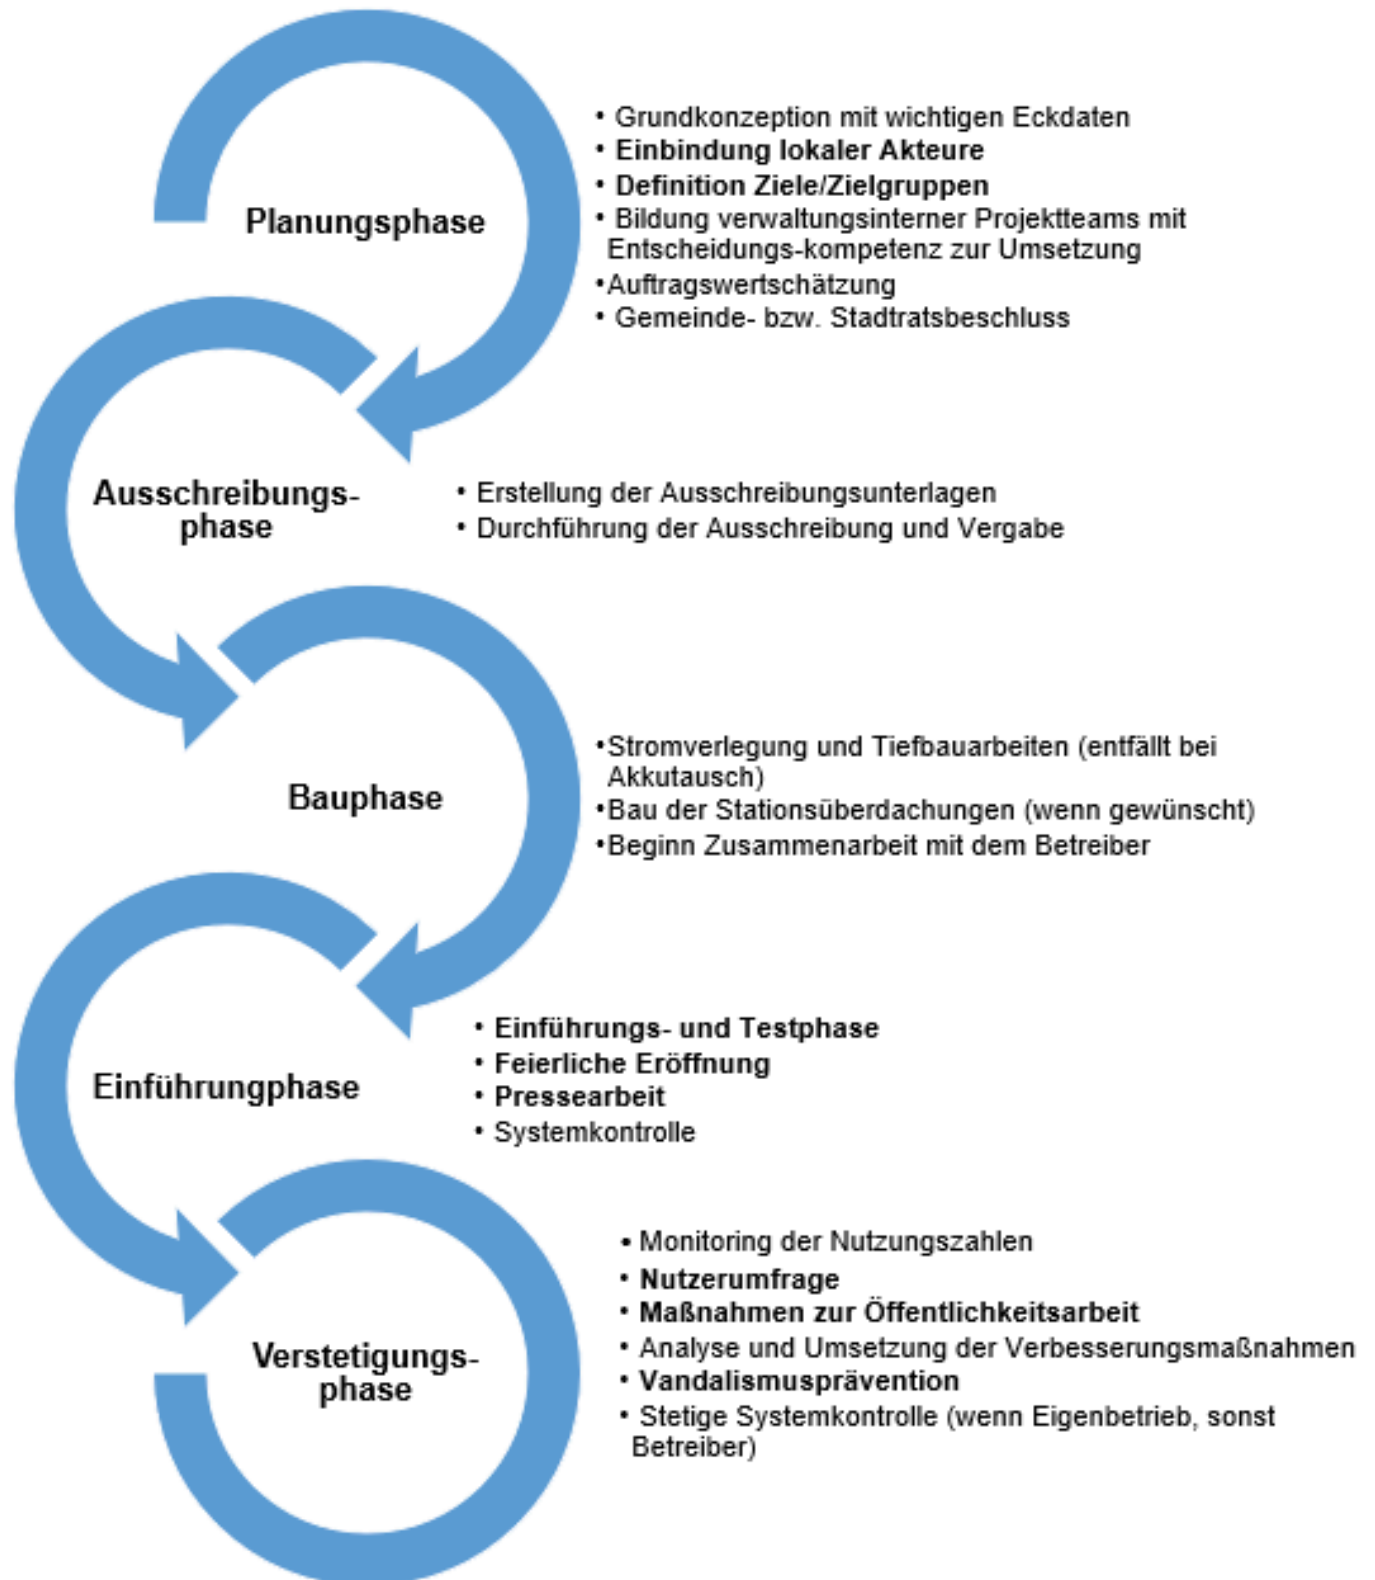 • Grundkonzeption mit wichtigen Eckdaten
• Einbindung lokaler Akteure
• Definition Ziele/Zielgruppen
Planungsphase
• Bildung verwaltungsinterner Projektteams mit
Entscheidungs-kompetenz zur Umsetzung
•Auftragswertschätzung
• Gemeinde- bzw. Stadtratsbeschluss
Ausschreibungs-
phase
• Erstellung der Ausschreibungsunterlagen
• Durchführung der Ausschreibung und Vergabe
Bauphase
•Stromverlegung und Tiefbauarbeiten (entfällt bei
Akkutausch)
•Bau der Stationsüberdachungen (wenn gewünscht)
•Beginn Zusammenarbeit mit dem Betreiber
Einführungphase
• Einführungs- und Testphase
• Feierliche Eröffnung
• Pressearbeit
• Systemkontrolle
Verstetigungs-
phase
• Monitoring der Nutzungszahlen
• Nutzerumfrage
• Maßnahmen zur Öffentlichkeitsarbeit
• Analyse und Umsetzung der Verbesserungsmaßnahmen
• Vandalismusprävention
• Stetige Systemkontrolle (wenn Eigenbetrieb, sonst
Betreiber)